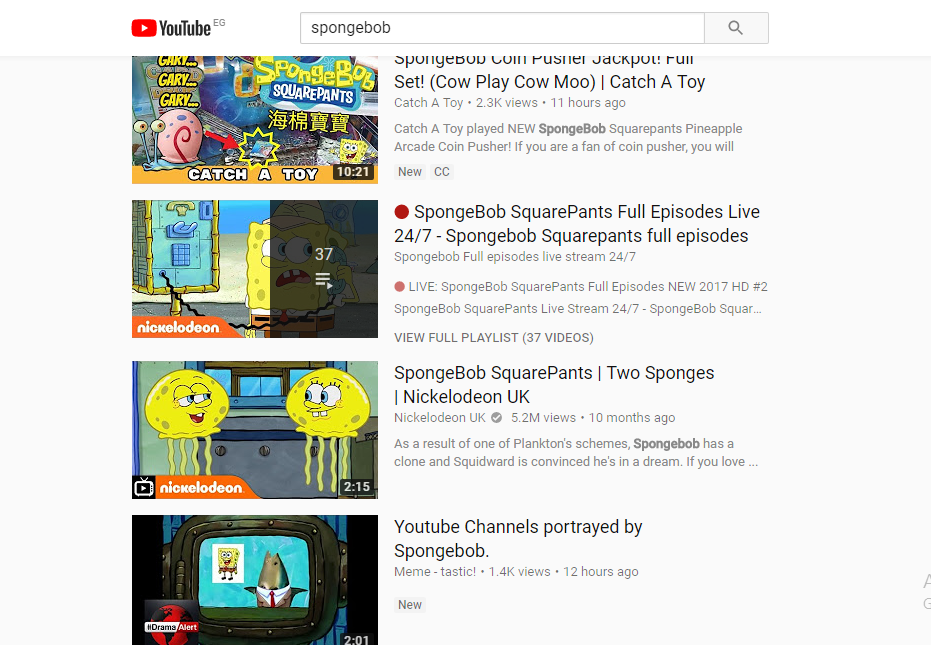 YouTube EG
spongebob
GARY...
GARY...
GARY...
SPONGEBOB
SQUAREPANTS
海棉寶寶
CATCH A TOY
10:21
SpongeBob Coin Pusher Jackpot! Full
Set! (Cow Play Cow Moo) | Catch A Toy
Catch A Toy • 2.3K views • 11 hours ago
Catch A Toy played NEW SpongeBob Squarepants Pineapple
Arcade Coin Pusher! If you are a fan of coin pusher, you will
New CC
37
nickelodeon
SpongeBob SquarePants Full Episodes Live
24/7 - Spongebob Squarepants full episodes
Spongebob Full episodes live stream 24/7
LIVE: SpongeBob SquarePants Full Episodes NEW 2017 HD #2
SpongeBob SquarePants Live Stream 24/7 - SpongeBob Squar...
VIEW FULL PLAYLIST (37 VIDEOS)
nickelodeon
2:15
SpongeBob SquarePants | Two Sponges
| Nickelodeon UK
Nickelodeon UK 5.2M views • 10 months ago
As a result of one of Plankton's schemes, Spongebob has a
clone and Squidward is convinced he's in a dream. If you love ...
#DramaAlert
2:01
Youtube Channels portrayed by
Spongebob.
Meme - tastic! • 1.4K views • 12 hours ago
New